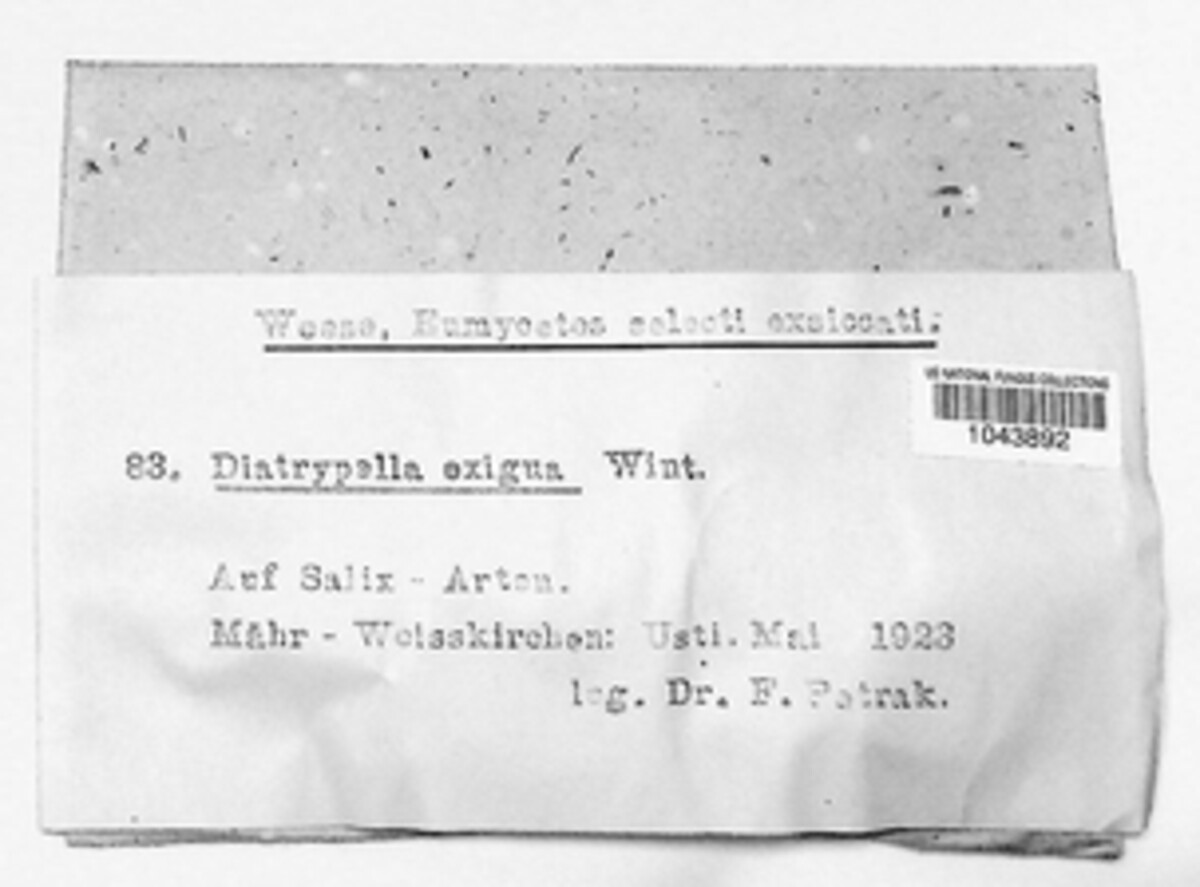 Weese, Eumycetes selecti exsiccati.
US NATIONAL FUNGUS COLLECTIONS
1043892
83. Diatrypella exigua Wint.
Auf Salix - Arten.
Mähr - Weisskirchen: Usti. Mai 1923
leg. Dr. F. Petrak.